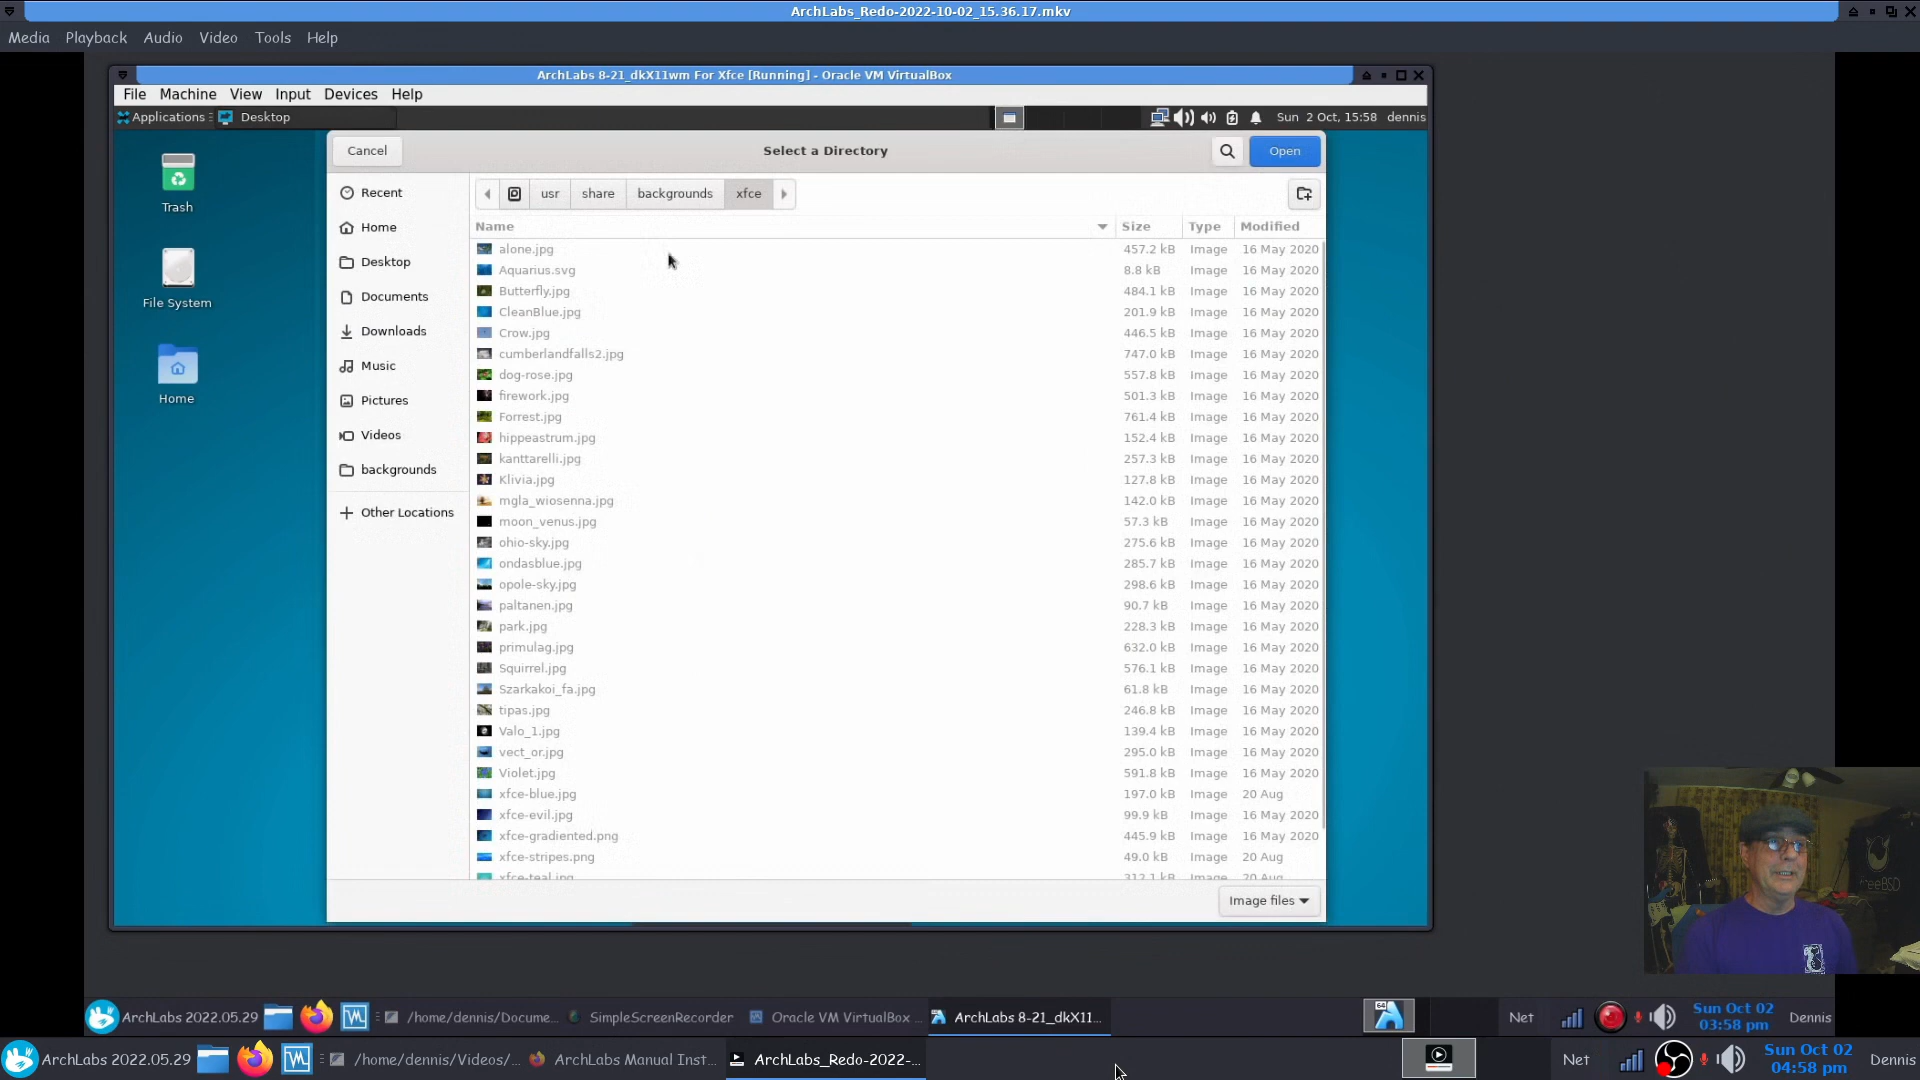 ArchLabs_Redo-2022-10-02_15.36.17.mkv
Media Playback Audio Video Tools Help
ArchLabs 8-21_dkX11wm For Xfce [Running] - Oracle VM VirtualBox
File Machine View Input Devices Help
Applications Desktop Sun 2 Oct, 15:58 dennis
Cancel Select a Directory Open
Trash
File System
Home
Recent
Home
Desktop
Documents
Downloads
Music
Pictures
Videos
backgrounds
Other Locations
usr share backgrounds xfce
Name Size Type Modified
alone.jpg 457.2 kB Image 16 May 2020
Aquarius.svg 8.8 kB Image 16 May 2020
Butterfly.jpg 484.1 kB Image 16 May 2020
CleanBlue.jpg 201.9 kB Image 16 May 2020
Crow.jpg 446.5 kB Image 16 May 2020
cumberlandfalls2.jpg 747.0 kB Image 16 May 2020
dog-rose.jpg 557.8 kB Image 16 May 2020
firework.jpg 501.3 kB Image 16 May 2020
Forrest.jpg 761.4 kB Image 16 May 2020
hippeastrum.jpg 152.4 kB Image 16 May 2020
kanttarelli.jpg 257.3 kB Image 16 May 2020
Klivia.jpg 127.8 kB Image 16 May 2020
mgla_wiosenna.jpg 142.0 kB Image 16 May 2020
moon_venus.jpg 57.3 kB Image 16 May 2020
ohio-sky.jpg 275.6 kB Image 16 May 2020
ondasblue.jpg 285.7 kB Image 16 May 2020
opole-sky.jpg 298.6 kB Image 16 May 2020
paltanen.jpg 90.7 kB Image 16 May 2020
park.jpg 228.3 kB Image 16 May 2020
primulag.jpg 632.0 kB Image 16 May 2020
Squirrel.jpg 576.1 kB Image 16 May 2020
Szarkakoi_fa.jpg 61.8 kB Image 16 May 2020
tipas.jpg 246.8 kB Image 16 May 2020
Valo_1.jpg 139.4 kB Image 16 May 2020
vect_or.jpg 295.0 kB Image 16 May 2020
Violet.jpg 591.8 kB Image 16 May 2020
xfce-blue.jpg 197.0 kB Image 20 Aug
xfce-evil.jpg 99.9 kB Image 16 May 2020
xfce-gradiented.png 445.9 kB Image 16 May 2020
xfce-stripes.png 49.0 kB Image 20 Aug
xfce-teal.jpg 312.1 kB Image 20 Aug
Image files
reeBSD
ArchLabs 2022.05.29 /home/dennis/Docume... SimpleScreenRecorder Oracle VM VirtualBox ... 64 ArchLabs 8-21_dkX11... Net Sun Oct 02 Dennis
03:58 pm
ArchLabs 2022.05.29 /home/dennis/Videos/... ArchLabs Manual Inst... ArchLabs_Redo-2022-... Net Sun Oct 02 Dennis
04:58 pm